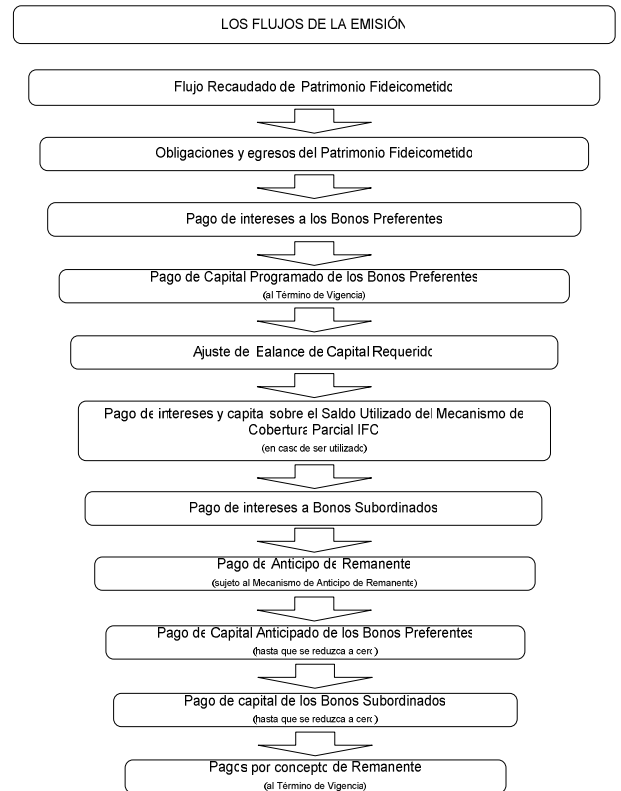 LOS FLUJOS DE LA EMISIÓN
Flujo Recaudado de Patrimonio Fideicometido
Obligaciones y egresos del Patrimonio Fideicometido
Pago de intereses a los Bonos Preferentes
Pago de Capital Programado de los Bonos Preferentes
(al Término de Vigencia)
Ajuste de Ealance de Capital Requerido
Pago de intereses y capita sobre el Saldo Utilizado del Mecanismo de
Cobertura Parcial IFC
(en caso de ser utilizado)
Pago de intereses a Bonos Subordinados
Pago de Anticipo de Remanente
(sujeto al Mecanismo de Anticipo de Remanente)
Pago de Capital Anticipado de los Bonos Preferentes
(hasta que se reduzca a cero)
Pago de capital de los Bonos Subordinados
(hasta que se reduzca a cero)
Pagos por concepto de Remanente
(al Término de Vigencia)